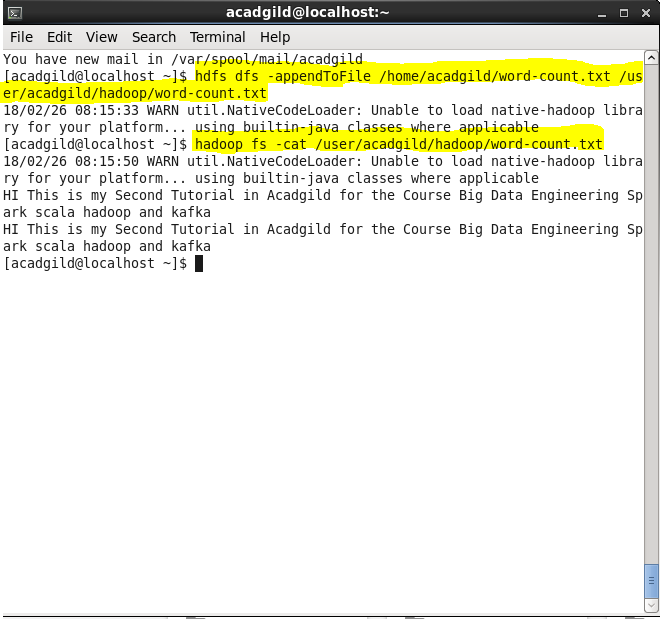 acadgild@localhost:~
File Edit View Search Terminal Help
You have new mail in /var/spool/mail/acadgild
[acadgild@localhost ~]$ hdfs dfs -appendToFile /home/acadgild/word-count.txt /us
er/acadgild/hadoop/word-count.txt
18/02/26 08:15:33 WARN util.NativeCodeLoader: Unable to load native-hadoop libra
ry for your platform... using builtin-java classes where applicable
[acadgild@localhost ~]$ hadoop fs -cat /user/acadgild/hadoop/word-count.txt
18/02/26 08:15:50 WARN util.NativeCodeLoader: Unable to load native-hadoop libra
ry for your platform... using builtin-java classes where applicable
HI This is my Second Tutorial in Acadgild for the Course Big Data Engineering Sp
ark scala hadoop and kafka
HI This is my Second Tutorial in Acadgild for the Course Big Data Engineering Sp
ark scala hadoop and kafka
[acadgild@localhost ~]$